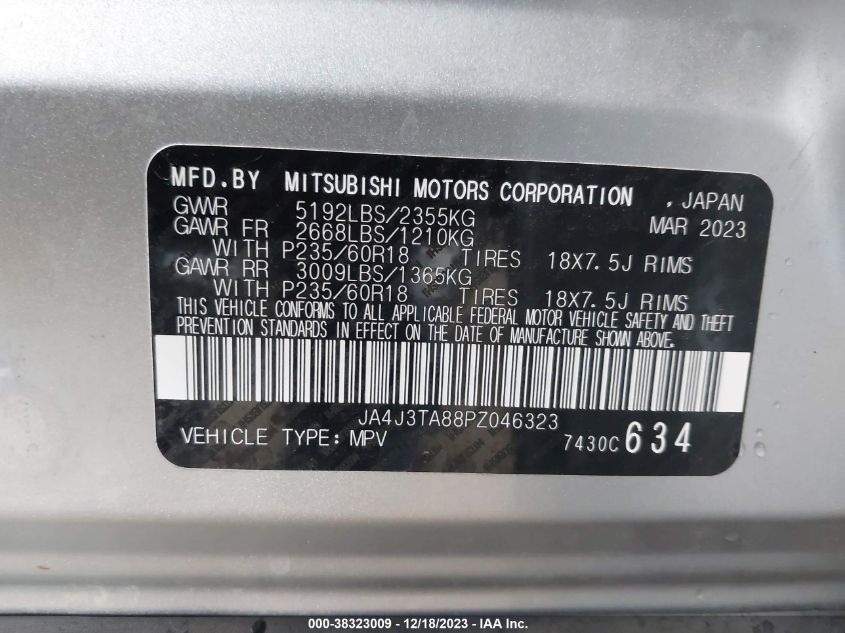 MFD.BY MITSUBISHI MOTORS CORPORATION , JAPAN
GWWR 5192LBS/2355KG MAR 2023
GAWR FR 2668LBS/1210KG
WITH P235/60R18 TIRES 18X7.5J RIMS
GAWR RR 3009LBS/1365KG
WITH P235/60R18 TIRES 18X7.5J RIMS
THIS VEHICLE CONFORMS TO ALL APPLICABLE FEDERAL MOTOR VEHICLE SAFETY AND THEFT
PREVENTION STANDARDS IN EFFECT ON THE DATE OF MANUFACTURE SHOWN ABOVE.
JA4J3TA88PZ046323
VEHICLE TYPE: MPV 7430C 634
000-38323009 - 12/18/2023 - COPYRIGHT IAA, LLC.